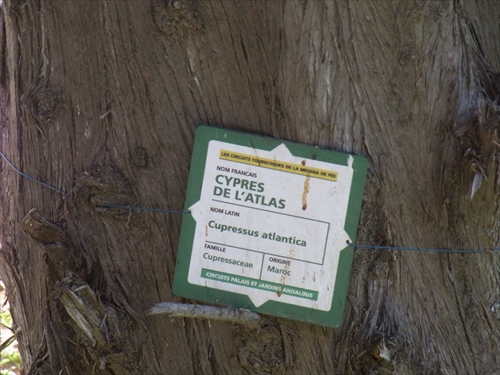 LES CIRCUITS TOURISTIQUES DE LA MEDINA DE FES
NOM FRANCAIS
CYPRES
DE L'ATLAS
NOM LATIN
Cupressus atlantica
FAMILLE
Cupressaceae
ORIGINE
Maroc
CIRCUITS PALAIS ET JARDINS ANDALOUS